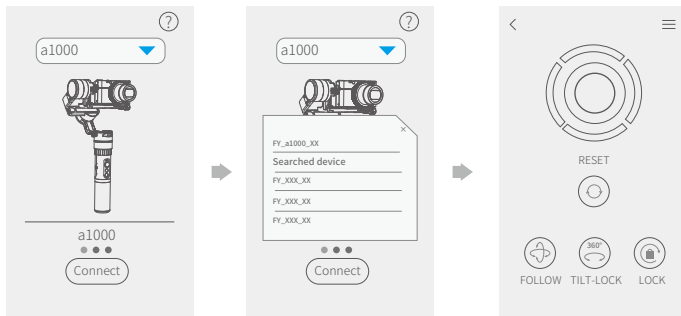 ?
a1000
a1000
Connect
?
a1000
×
FY_a1000_XX
Searched device
FY_XXX_XX
FY_XXX_XX
FY_XXX_XX
Connect
RESET
360°
FOLLOW TILT-LOCK LOCK